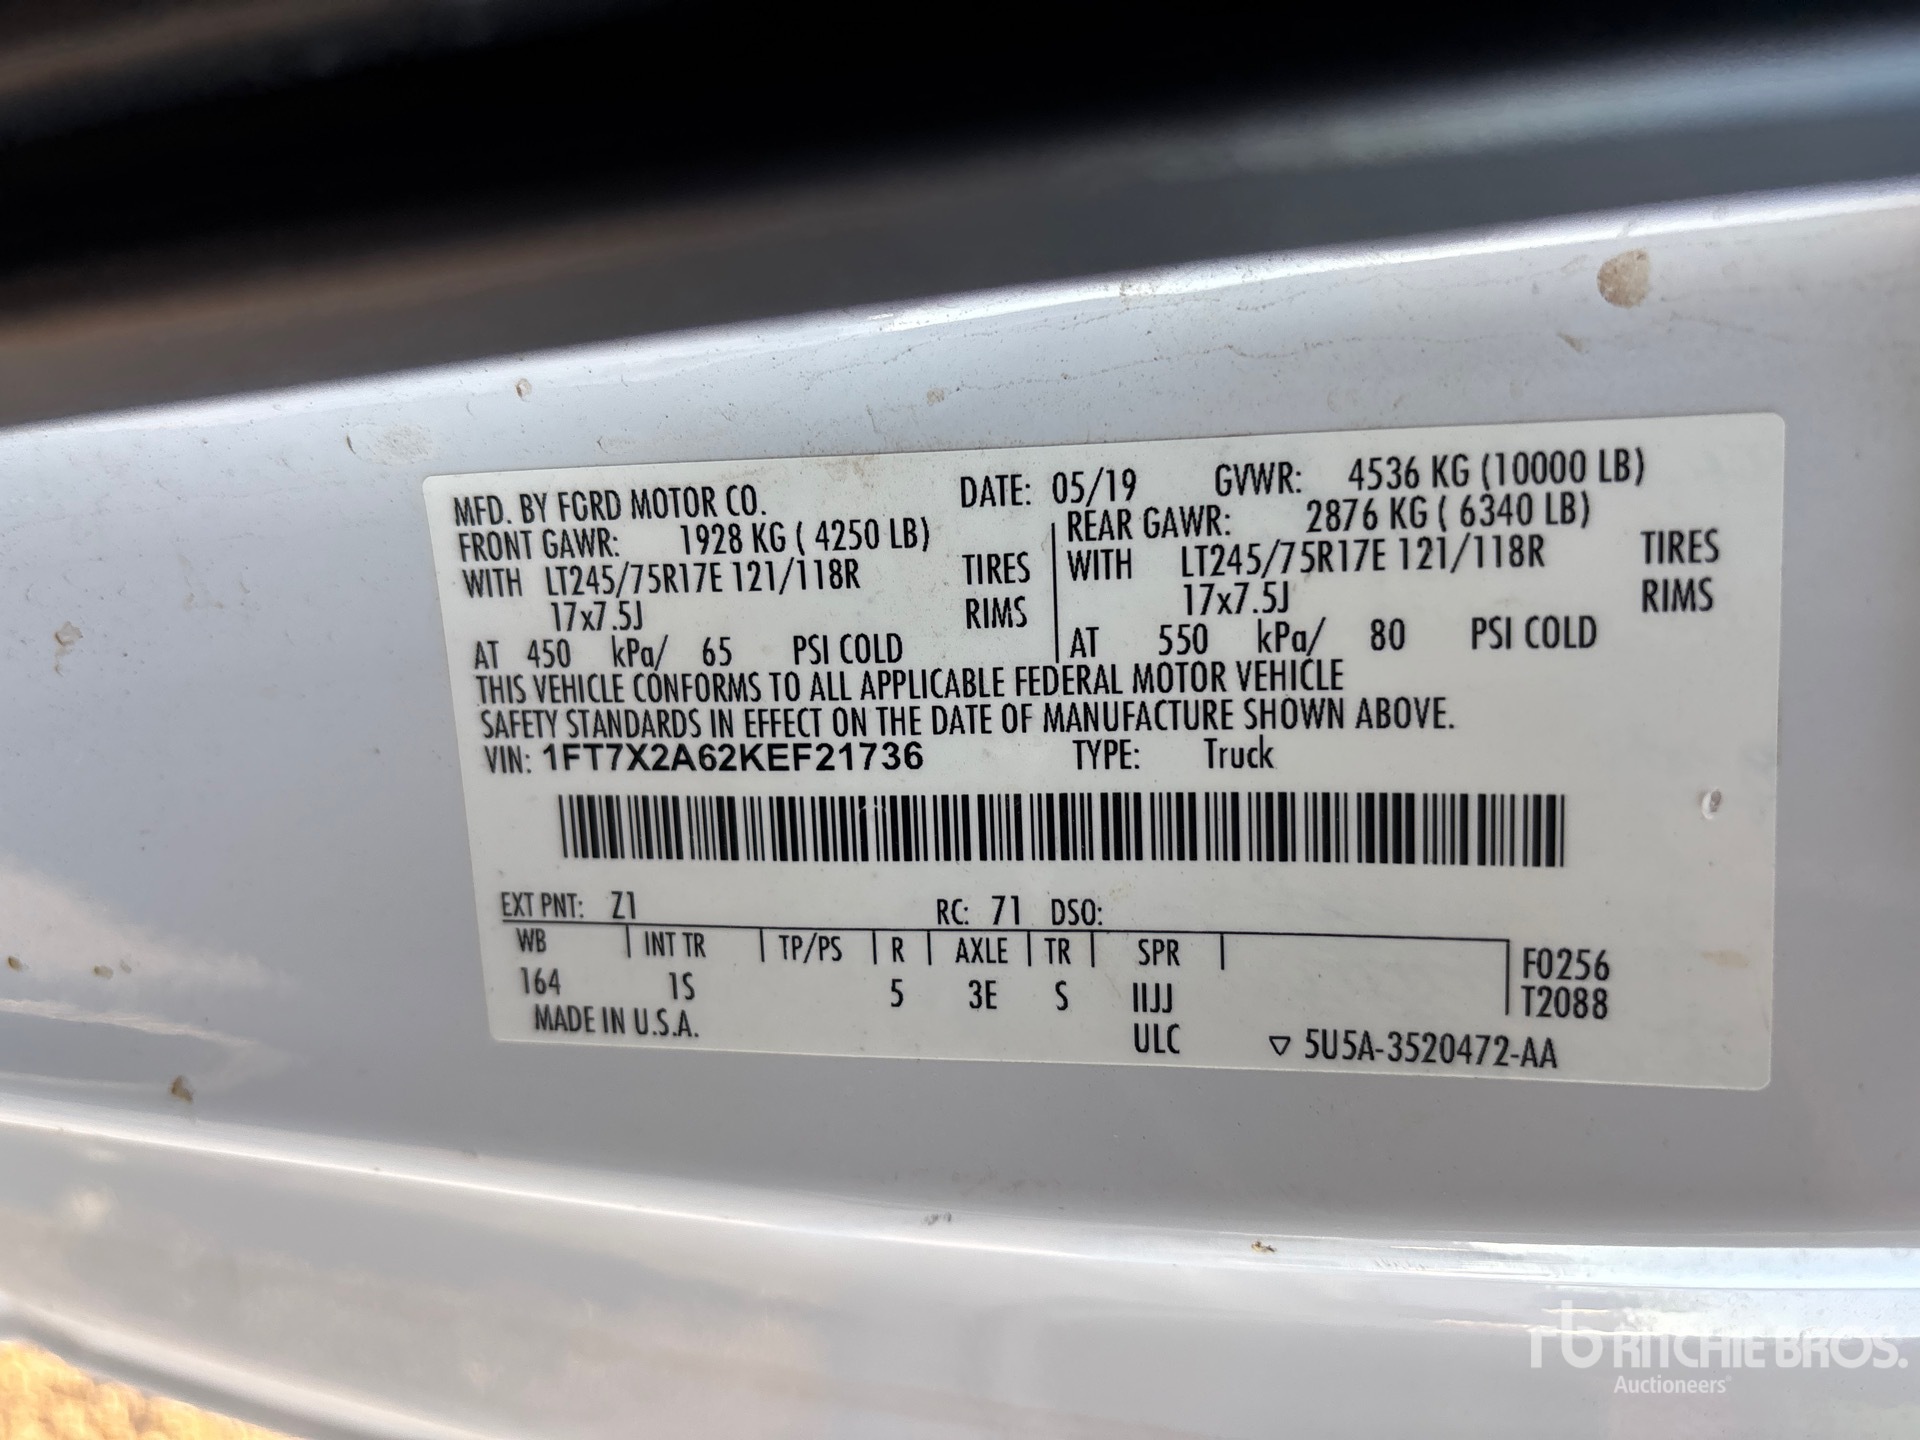 MFD. BY FORD MOTOR CO. DATE: 05/19 GVWR: 4536 KG (10000 LB)
FRONT GAWR: 1928 KG ( 4250 LB) REAR GAWR: 2876 KG ( 6340 LB)
WITH LT245/75R17E 121/118R TIRES WITH LT245/75R17E 121/118R TIRES
17x7.5J RIMS 17x7.5J RIMS
AT 450 kPa/ 65 PSI COLD AT 550 kPa/ 80 PSI COLD
THIS VEHICLE CONFORMS TO ALL APPLICABLE FEDERAL MOTOR VEHICLE
SAFETY STANDARDS IN EFFECT ON THE DATE OF MANUFACTURE SHOWN ABOVE.
VIN: 1FT7X2A62KEF21736 TYPE: Truck
EXT PNT: Z1 RC: 71 DSO:
WB INT TR TP/PS R AXLE TR SPR F0256
164 1S 5 3E S IIJJ T2088
MADE IN U.S.A. ULC ▽ 5U5A-3520472-AA
rb RITCHIE BROS.
Auctioneers